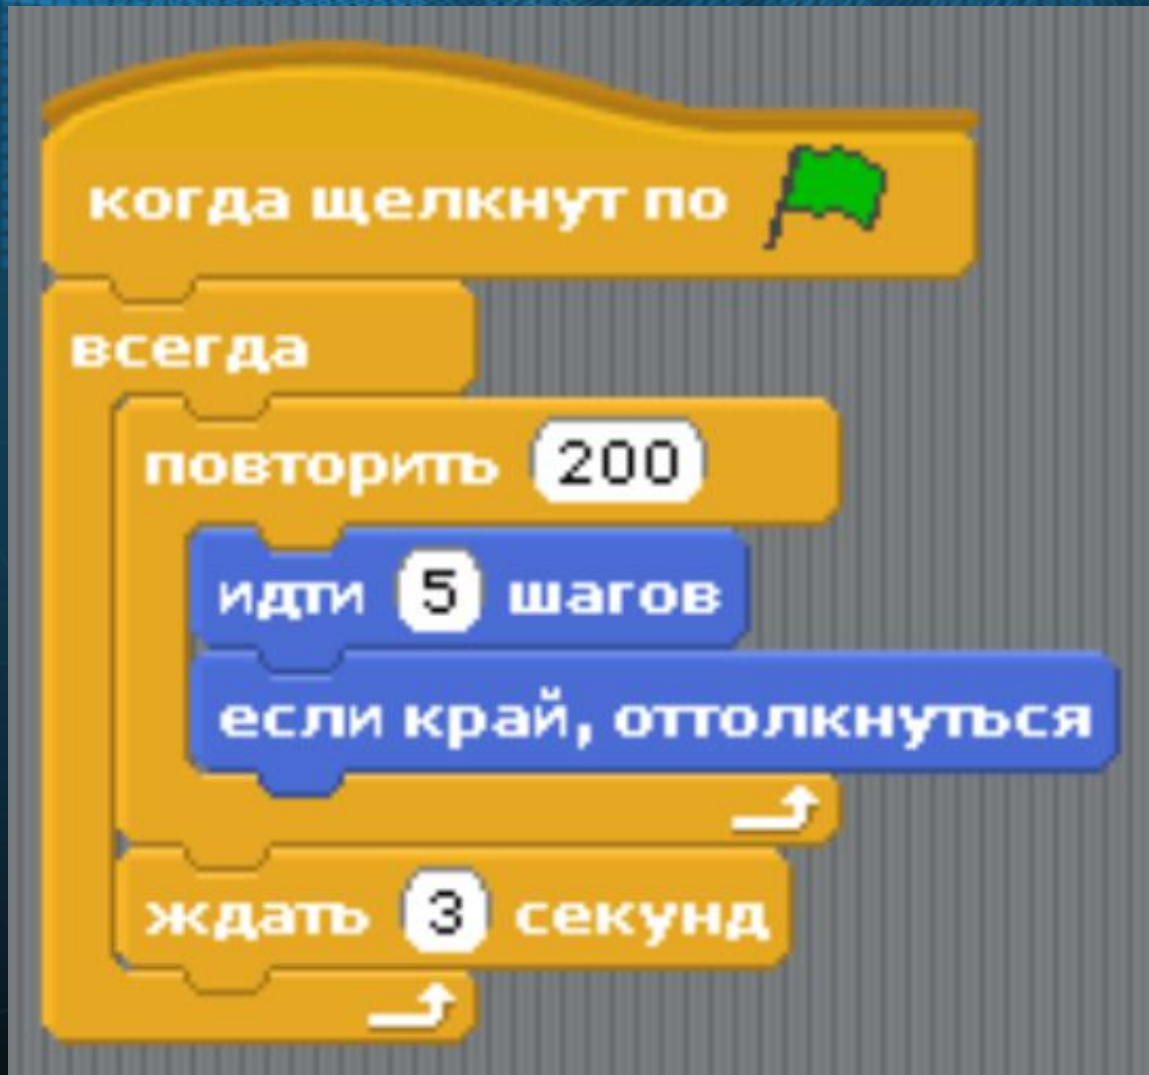 когда щелкнут по
всегда
повторить 200
идти 5 шагов
если край, оттолкнуться
ждать 3 секунд